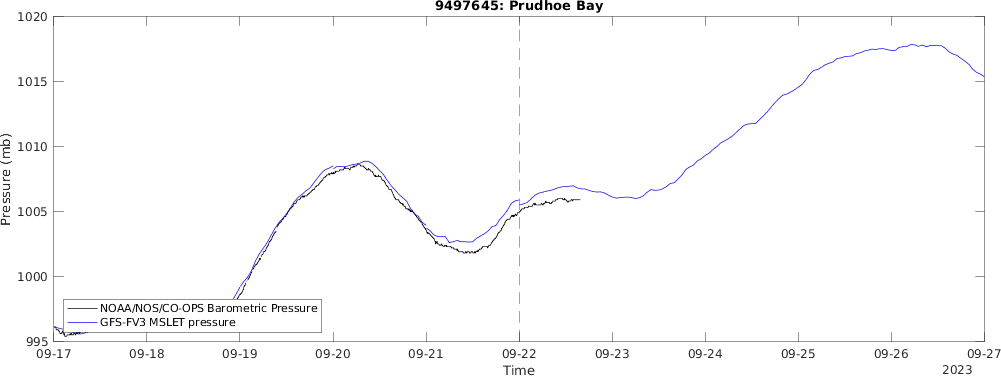 9497645: Prudhoe Bay
1020
1015
1010
1005
1000
995
Pressure (mb)
NOAA/NOS/CO-OPS Barometric Pressure
GFS-FV3 MSLET pressure
09-17 09-18 09-19 09-20 09-21 09-22 09-23 09-24 09-25 09-26 09-27
Time
2023